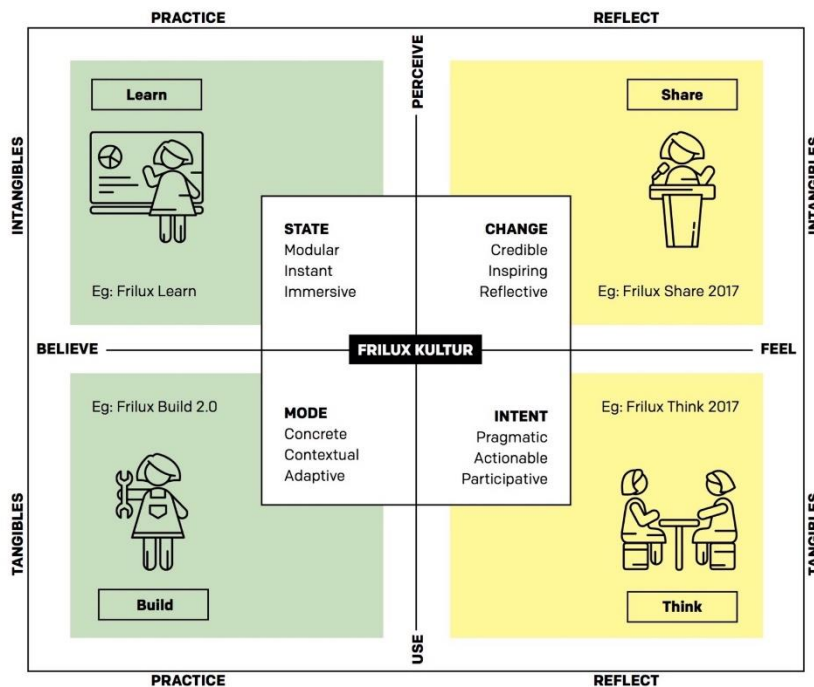 PRACTICE
REFLECT
INTANGIBLES
PERCEIVE
INTANGIBLES
Learn
Share
STATE
Modular
Instant
Immersive
CHANGE
Credible
Inspiring
Reflective
Eg: Frilux Learn
Eg: Frilux Share 2017
BELIEVE
FRILUX KULTUR
FEEL
Eg: Frilux Build 2.0
Eg: Frilux Think 2017
MODE
Concrete
Contextual
Adaptive
INTENT
Pragmatic
Actionable
Participative
TANGIBLES
TANGIBLES
Build
Think
USE
PRACTICE
REFLECT